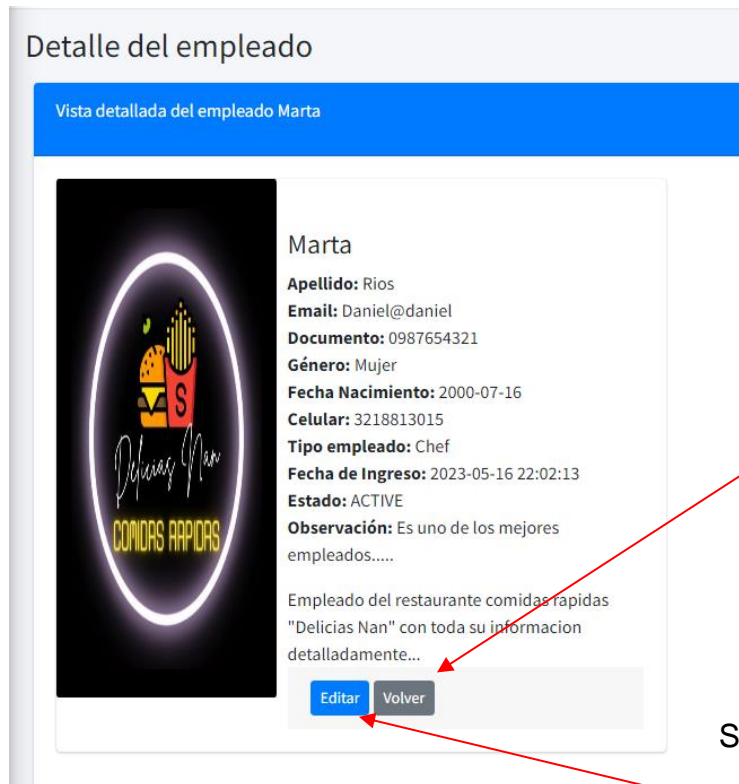 Detalle del empleado
Vista detallada del empleado Marta
S
Delicias Nan
COMIDAS RAPIDAS
Marta
Apellido: Rios
Email: Daniel@daniel
Documento: 0987654321
Género: Mujer
Fecha Nacimiento: 2000-07-16
Celular: 3218813015
Tipo empleado: Chef
Fecha de Ingreso: 2023-05-16 22:02:13
Estado: ACTIVE
Observación: Es uno de los mejores
empleados.....
Empleado del restaurante comidas rapidas
"Delicias Nan" con toda su informacion
detalladamente...
Editar Volver
S